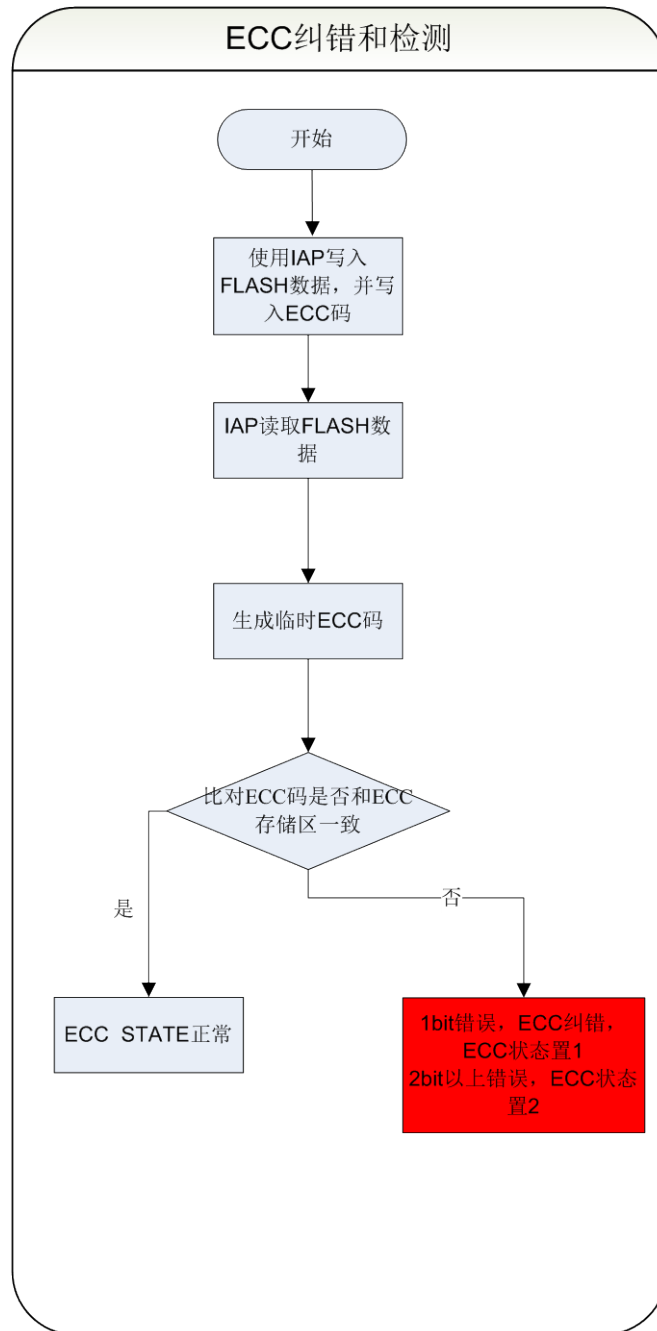 ECC纠错和检测
开始
使用IAP写入
FLASH数据，并写
入ECC码
IAP读取FLASH数
据
生成临时ECC码
比对ECC码是否和ECC
存储区一致
是
否
ECC STATE正常
1bit错误，ECC纠错，
ECC状态置1
2bit以上错误，ECC状态
置2